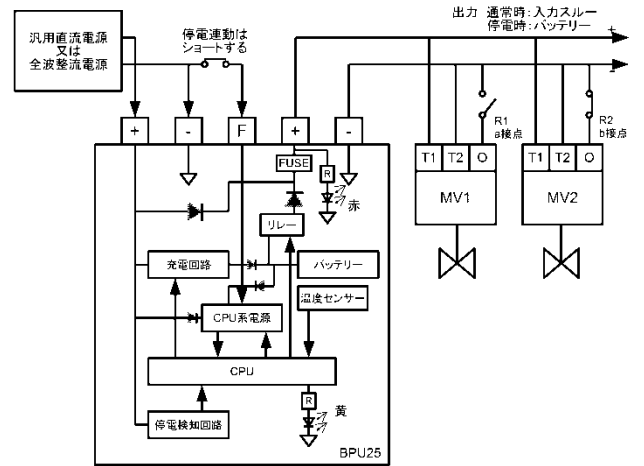 汎用直流電源
又は
全波整流電源
停電連動は
ショートする
出力 通常時:入力スルー
停電時:バッテリー
+
-
R1
a接点
R2
b接点
+
-
F
+
-
T1
T2
O
T1
T2
O
MV1
MV2
FUSE
R
赤
リレー
充電回路
バッテリー
温度センサー
CPU系電源
CPU
R
黄
停電検知回路
BPU25